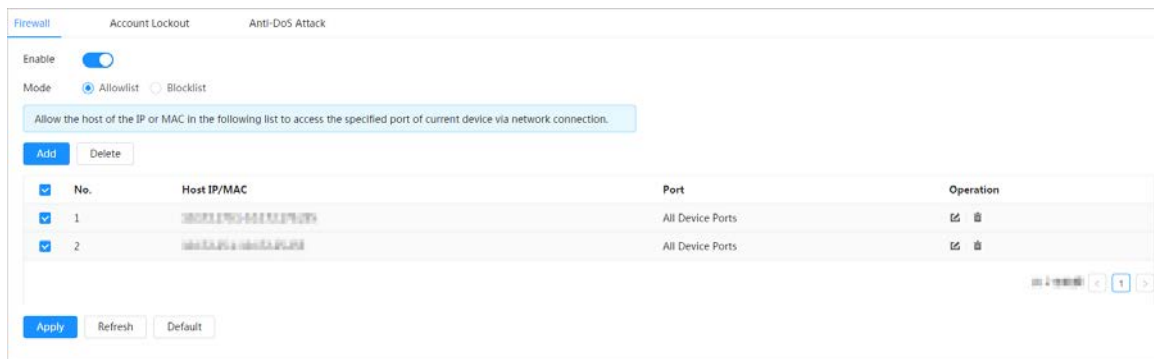 Firewall Account Lockout Anti-DoS Attack
Enable
Mode Allowlist Blocklist
Allow the host of the IP or MAC in the following list to access the specified port of current device via network connection.
Add Delete
No. Host IP/MAC Port Operation
1 All Device Ports
2 All Device Ports
1
Apply Refresh Default